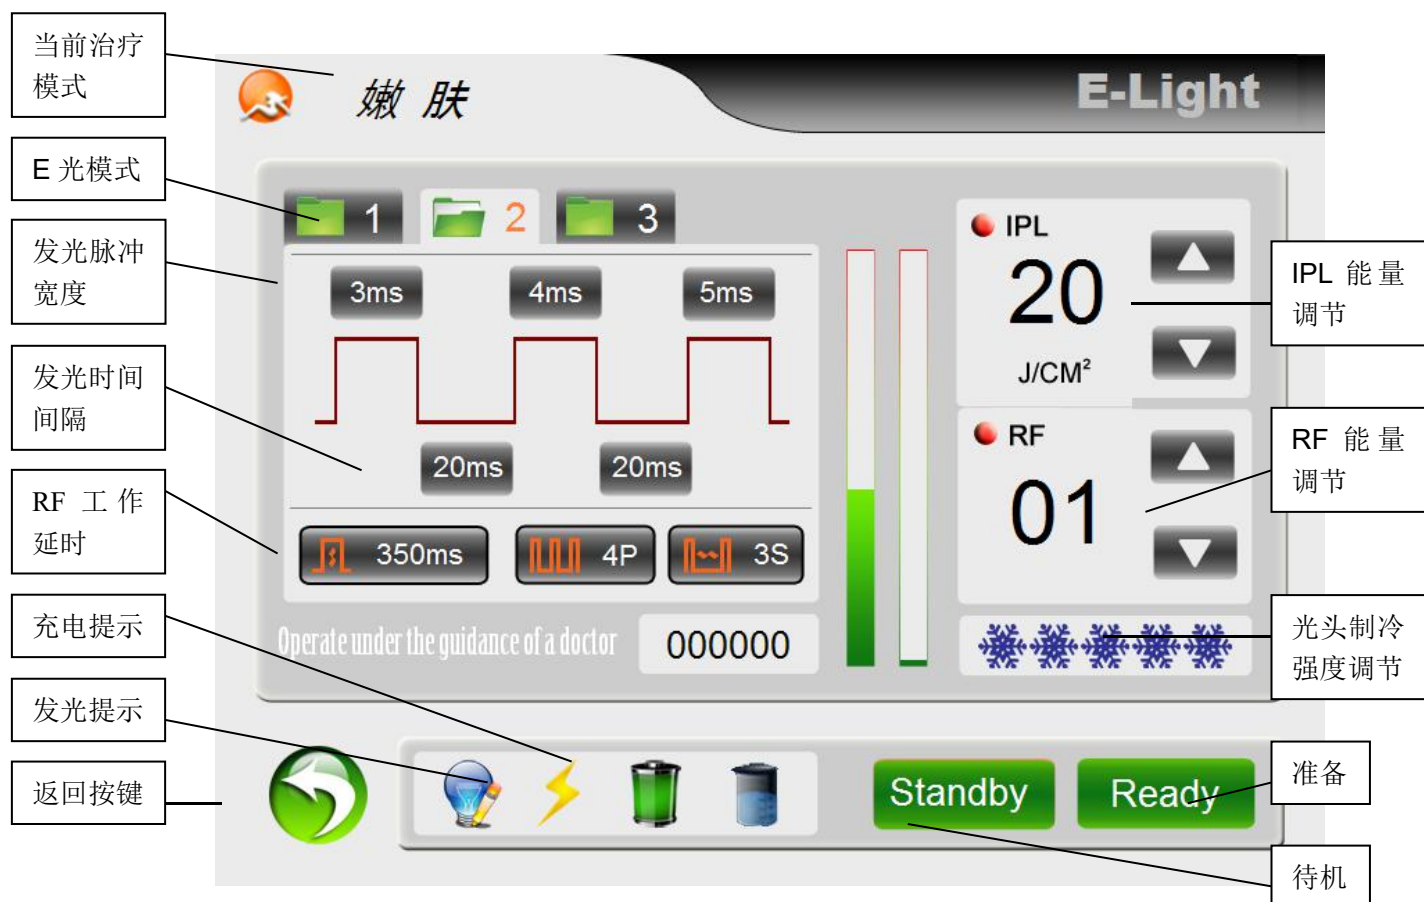 当前治疗
模式
E 光模式
发光脉冲
宽度
发光时间
间隔
RF 工作
延时
充电提示
发光提示
返回按键
嫩 肤
E-Light
1
2
3
3ms
4ms
5ms
20ms
20ms
350ms
4P
3S
Operate under the guidance of a doctor
000000
IPL
20
J/CM²
RF
01
Standby
Ready
IPL 能量
调节
RF 能量
调节
光头制冷
强度调节
准备
待机